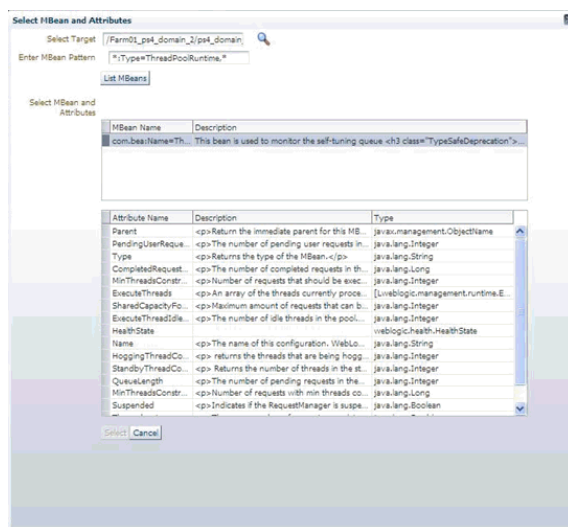 Select MBean and Attributes
Select Target /Farm01_ps4_domain_2/ps4_domain
Enter MBean Pattern *:Type=ThreadPoolRuntime,*
List MBeans
Select MBean and
Attributes
MBean Name Description
com.bea:Name=Th... This bean is used to monitor the self-tuning queue <h3 class="TypeSafeDeprecation">...
Attribute Name Description Type
Parent <p>Return the immediate parent for this MB... javax.management.ObjectName
PendingUserReque... <p>The number of pending user requests in... java.lang.Integer
Type <p>Returns the type of the MBean.</p> java.lang.String
CompletedRequest... <p>The number of completed requests in th... java.lang.Long
MinThreadsConstr... <p>Number of requests that should be exec... java.lang.Integer
ExecuteThreads <p>An array of the threads currently proce... [Lweblogic.management.runtime.E...
SharedCapacityFo... <p>Maximum amount of requests that can b... java.lang.Integer
ExecuteThreadIdle... <p>The number of idle threads in the pool... java.lang.Integer
HealthState weblogic.health.HealthState
Name <p>The name of this configuration. WebLo... java.lang.String
HoggingThreadCo... <p> returns the threads that are being hogg... java.lang.Integer
StandbyThreadCo... <p> Returns the number of threads in the st... java.lang.Integer
QueueLength <p>The number of pending requests in the... java.lang.Integer
MinThreadsConstr... <p>Number of requests with min threads co... java.lang.Long
Suspended <p>Indicates if the RequestManager is suspe... java.lang.Boolean
Select Cancel